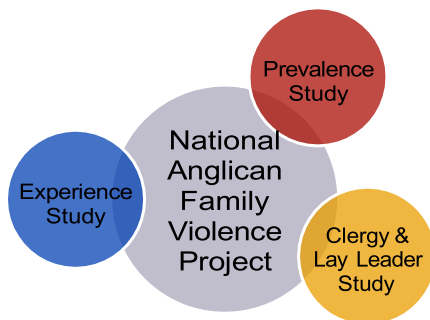 Prevalence
Study
National
Anglican
Family
Violence
Project
Experience
Study
Clergy &
Lay Leader
Study